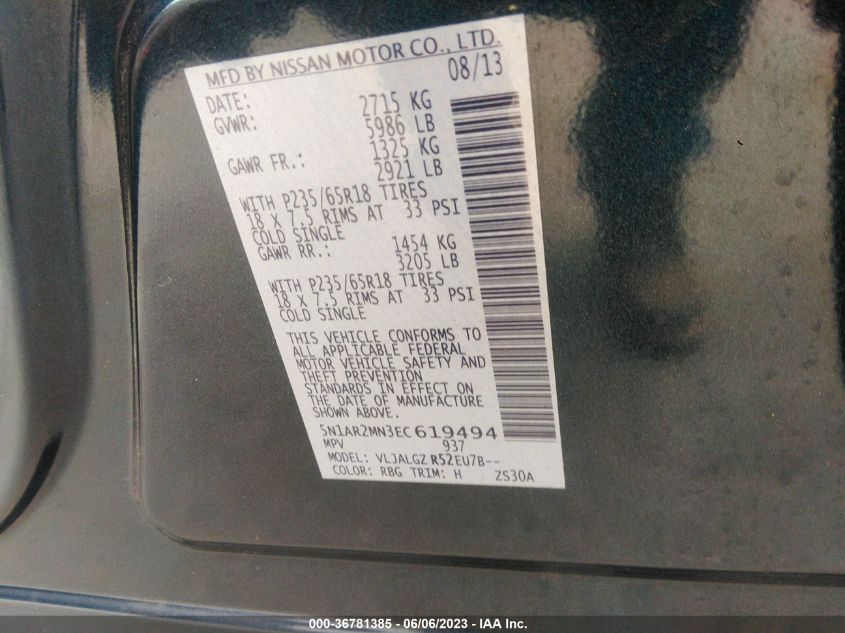 MFD BY NISSAN MOTOR CO., LTD.
DATE: 08/13
GVWR: 2715 KG
5986 LB
GAWR FR.: 1325 KG
2921 LB
WITH P235/65R18 TIRES
18 X 7.5 RIMS AT 33 PSI
COLD SINGLE
GAWR RR.: 1454 KG
3205 LB
WITH P235/65R18 TIRES
18 X 7.5 RIMS AT 33 PSI
COLD SINGLE
THIS VEHICLE CONFORMS TO
ALL APPLICABLE FEDERAL
MOTOR VEHICLE SAFETY AND
THEFT PREVENTION
STANDARDS IN EFFECT ON
THE DATE OF MANUFACTURE
SHOWN ABOVE.
5N1AR2MN3EC619494
MPV 937
MODEL: VLJALGZ R52EU7B--
COLOR: RBG TRIM: H ZS30A
000-36781385 - 06/06/2023 - IAA Inc.